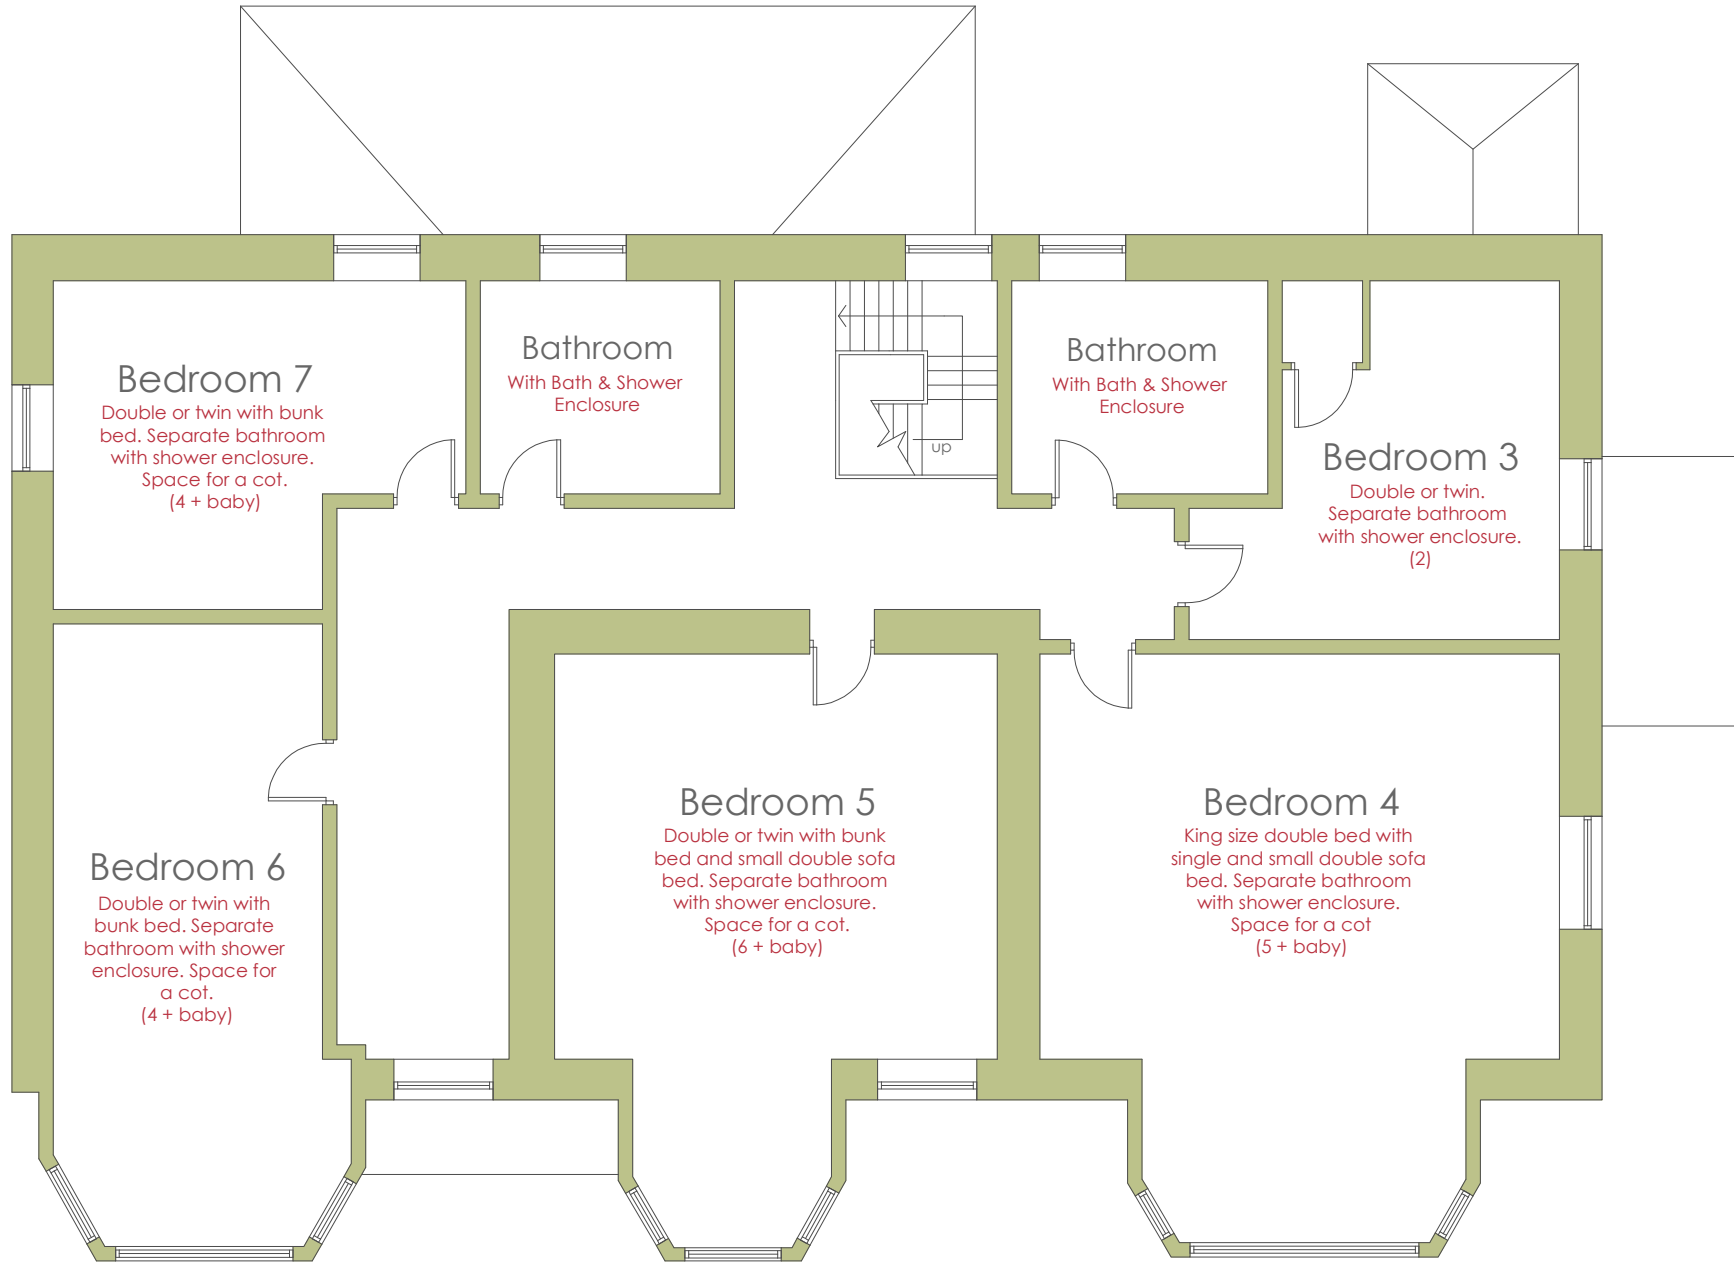 Bedroom 7
Double or twin with bunk
bed. Separate bathroom
with shower enclosure.
Space for a cot.
(4 + baby)
Bathroom
With Bath & Shower
Enclosure
up
Bathroom
With Bath & Shower
Enclosure
Bedroom 3
Double or twin.
Separate bathroom
with shower enclosure.
(2)
Bedroom 6
Double or twin with
bunk bed. Separate
bathroom with shower
enclosure. Space for
a cot.
(4 + baby)
Bedroom 5
Double or twin with bunk
bed and small double sofa
bed. Separate bathroom
with shower enclosure.
Space for a cot.
(6 + baby)
Bedroom 4
King size double bed with
single and small double sofa
bed. Separate bathroom
with shower enclosure.
Space for a cot
(5 + baby)